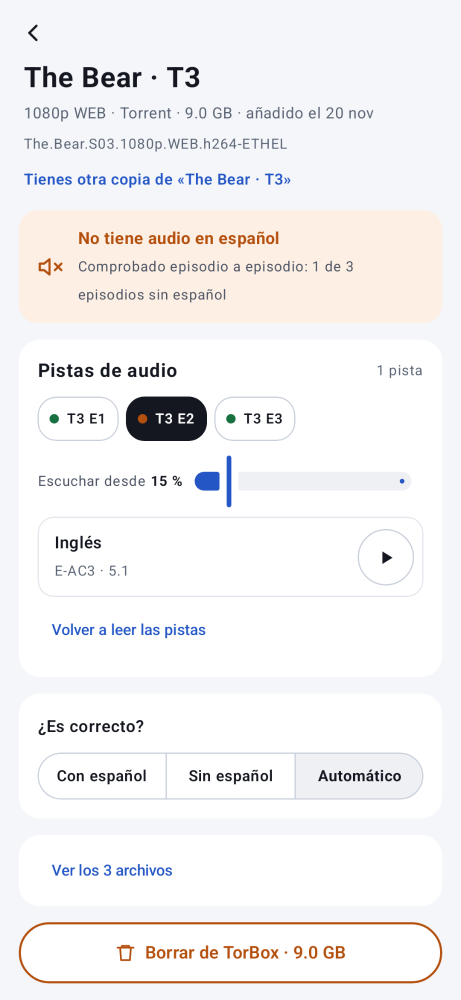 The Bear · T3
1080p WEB · Torrent · 9.0 GB · añadido el 20 nov
The.Bear.S03.1080p.WEB.h264-ETHEL
Tienes otra copia de «The Bear · T3»
No tiene audio en español
Comprobado episodio a episodio: 1 de 3
episodios sin español
Pistas de audio
1 pista
T3 E1
T3 E2
T3 E3
Escuchar desde 15 %
Inglés
E-AC3 · 5.1
Volver a leer las pistas
¿Es correcto?
Con español
Sin español
Automático
Ver los 3 archivos
Borrar de TorBox · 9.0 GB